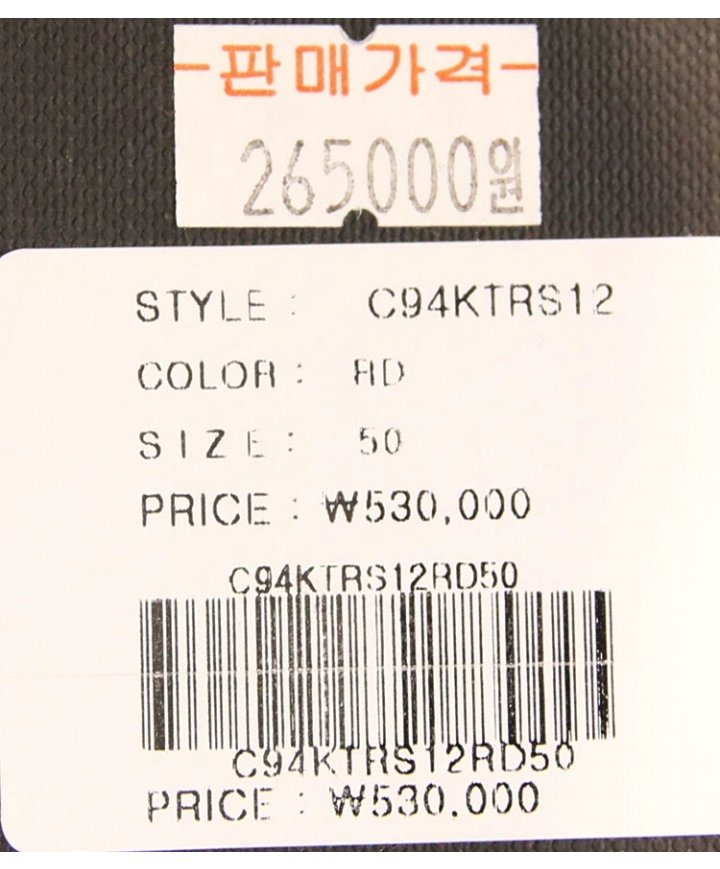 판매가격
265000원
STYLE : C94KTRS12
COLOR : RD
SIZE : 50
PRICE : ₩530,000
C94KTRS12RD50
C94KTRS12RD50
PRICE : ₩530,000